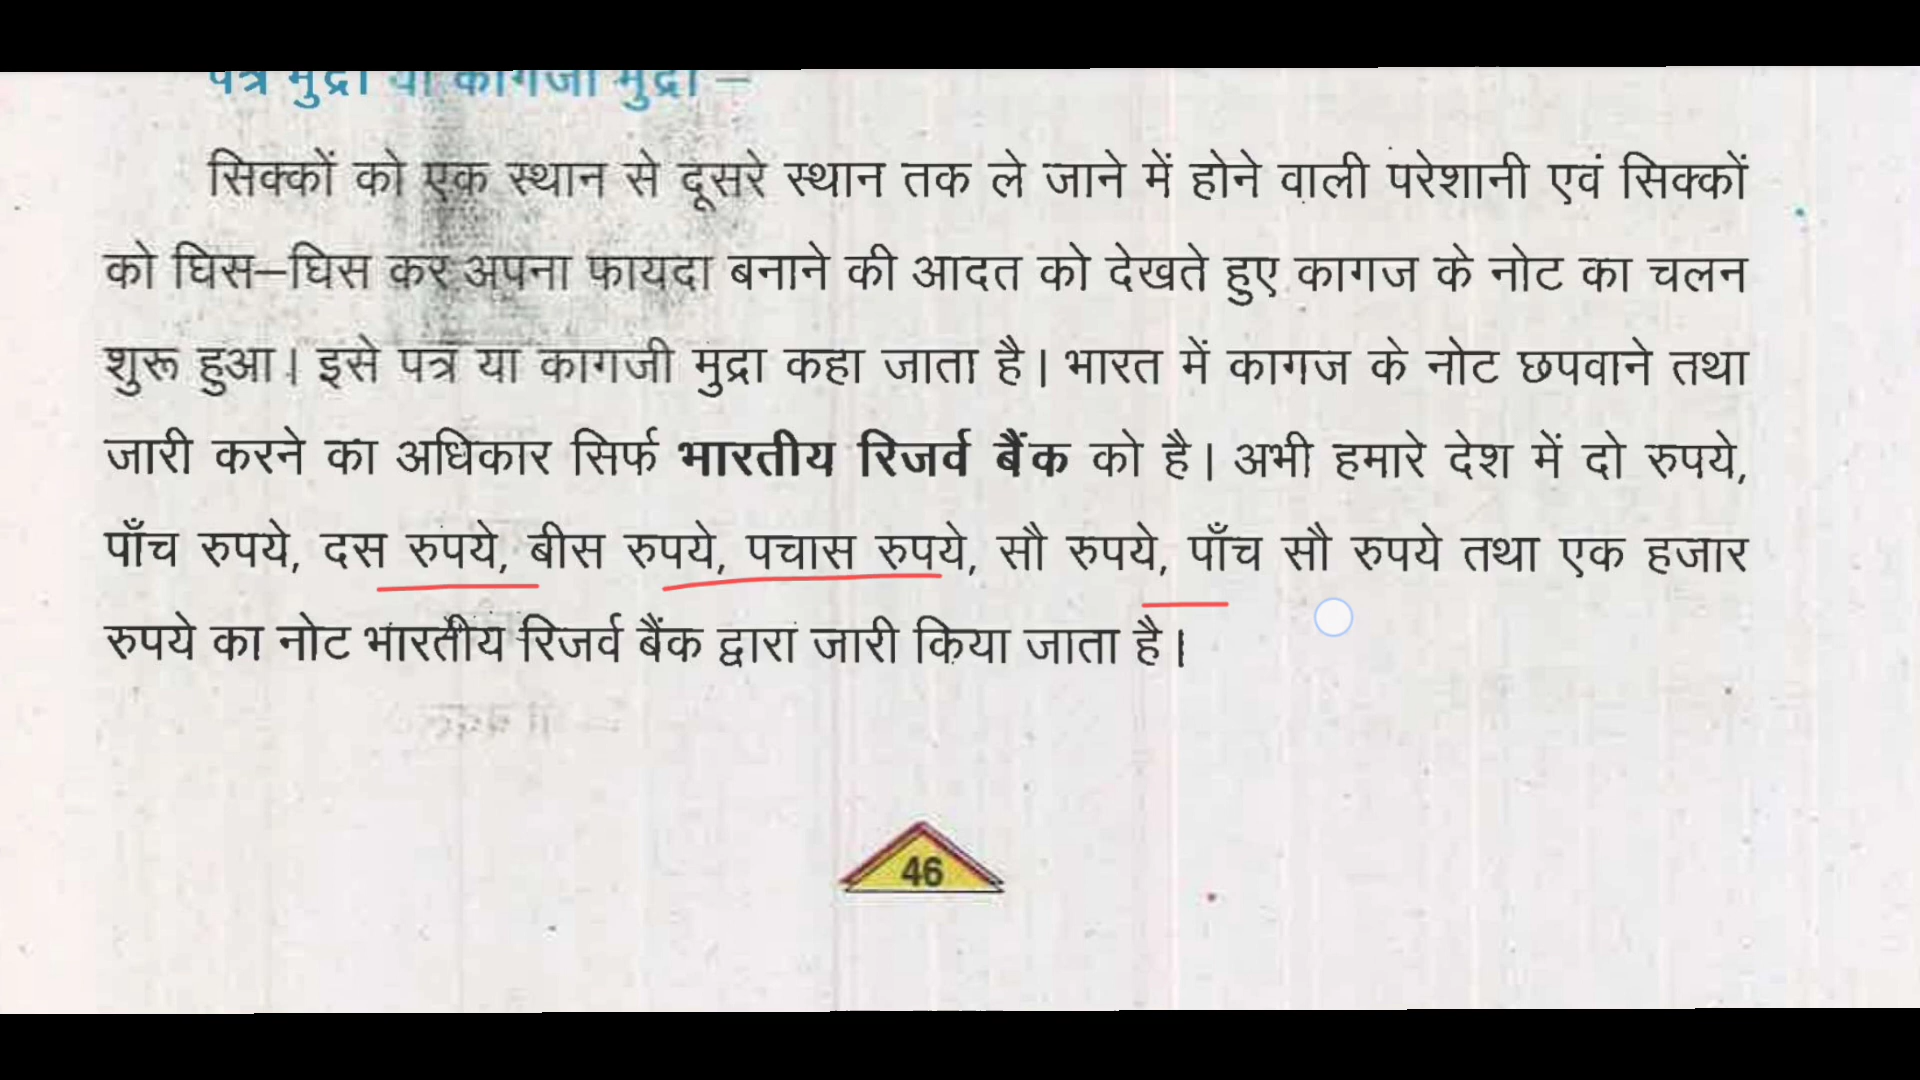 पत्र मुद्रा या कागजी मुद्रा –
सिक्कों को एक स्थान से दूसरे स्थान तक ले जाने में होने वाली परेशानी एवं सिक्कों
को घिस–घिस कर अपना फायदा बनाने की आदत को देखते हुए कागज के नोट का चलन
शुरू हुआ। इसे पत्र या कागजी मुद्रा कहा जाता है। भारत में कागज के नोट छपवाने तथा
जारी करने का अधिकार सिर्फ भारतीय रिजर्व बैंक को है। अभी हमारे देश में दो रुपये,
पाँच रुपये, दस रुपये, बीस रुपये, पचास रुपये, सौ रुपये, पाँच सौ रुपये तथा एक हजार
रुपये का नोट भारतीय रिजर्व बैंक द्वारा जारी किया जाता है।
46